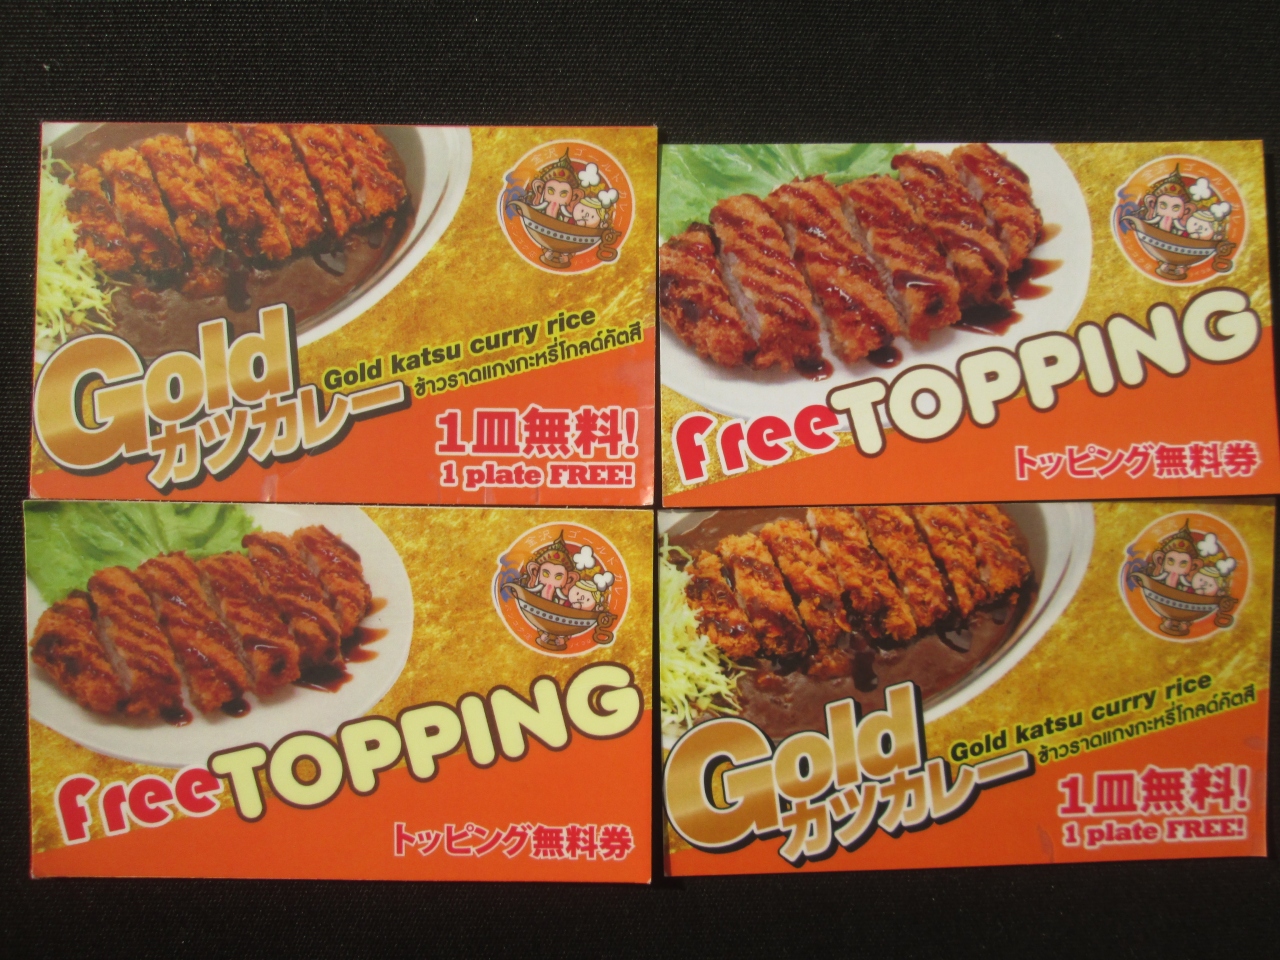 Gold
カツカレー
Gold katsu curry rice
ข้าวราดแกงกะหรี่โกลด์คัตสึ
1皿無料!
1 plate FREE!
Free TOPPING
トッピング無料券
Free TOPPING
トッピング無料券
Gold
カツカレー
Gold katsu curry rice
ข้าวราดแกงกะหรี่โกลด์คัตสึ
1皿無料!
1 plate FREE!